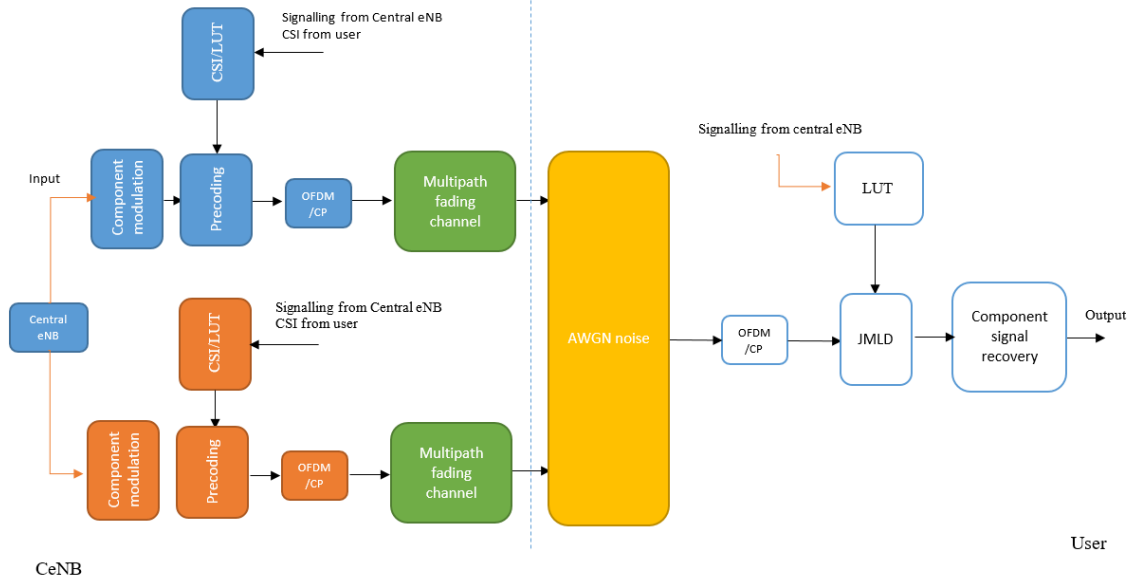 Signalling from Central eNB
CSI from user
CSI/LUT
Signalling from central eNB
Input
Component
modulation
Precoding
OFDM
/CP
Multipath
fading
channel
LUT
Central
eNB
Signalling from Central eNB
CSI from user
CSI/LUT
AWGN noise
OFDM
/CP
JMLD
Component
signal
recovery
Output
Component
modulation
Precoding
OFDM
/CP
Multipath
fading
channel
CeNB
User